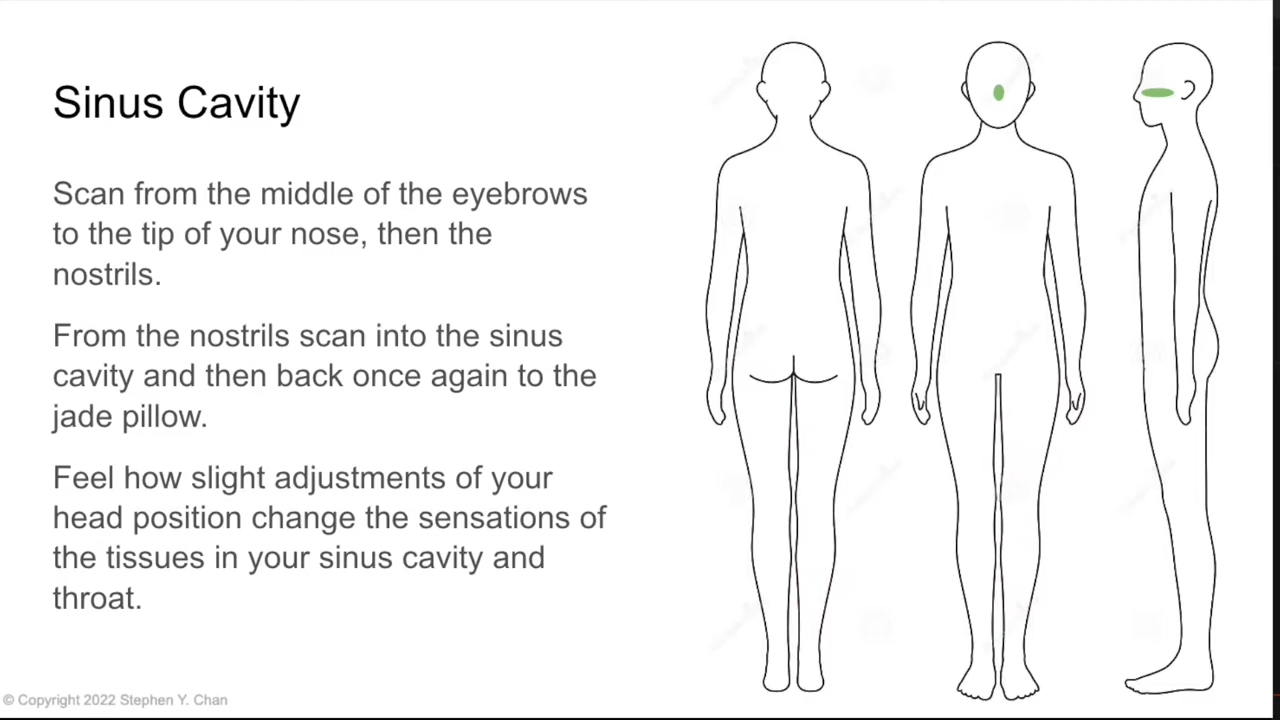 Sinus Cavity
Scan from the middle of the eyebrows
to the tip of your nose, then the
nostrils.
From the nostrils scan into the sinus
cavity and then back once again to the
jade pillow.
Feel how slight adjustments of your
head position change the sensations of
the tissues in your sinus cavity and
throat.
© Copyright 2022 Stephen Y. Chan